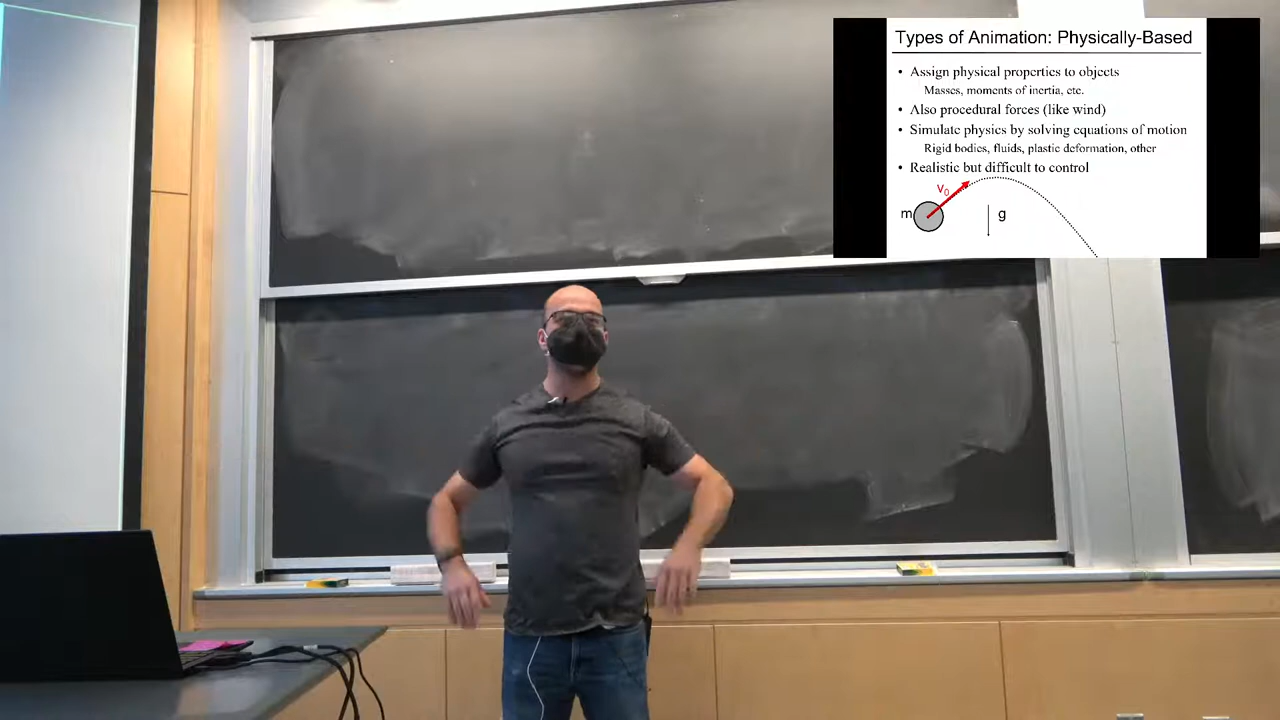 Types of Animation: Physically-Based
• Assign physical properties to objects
Masses, moments of inertia, etc.
• Also procedural forces (like wind)
• Simulate physics by solving equations of motion
Rigid bodies, fluids, plastic deformation, other
• Realistic but difficult to control
v₀
m
g